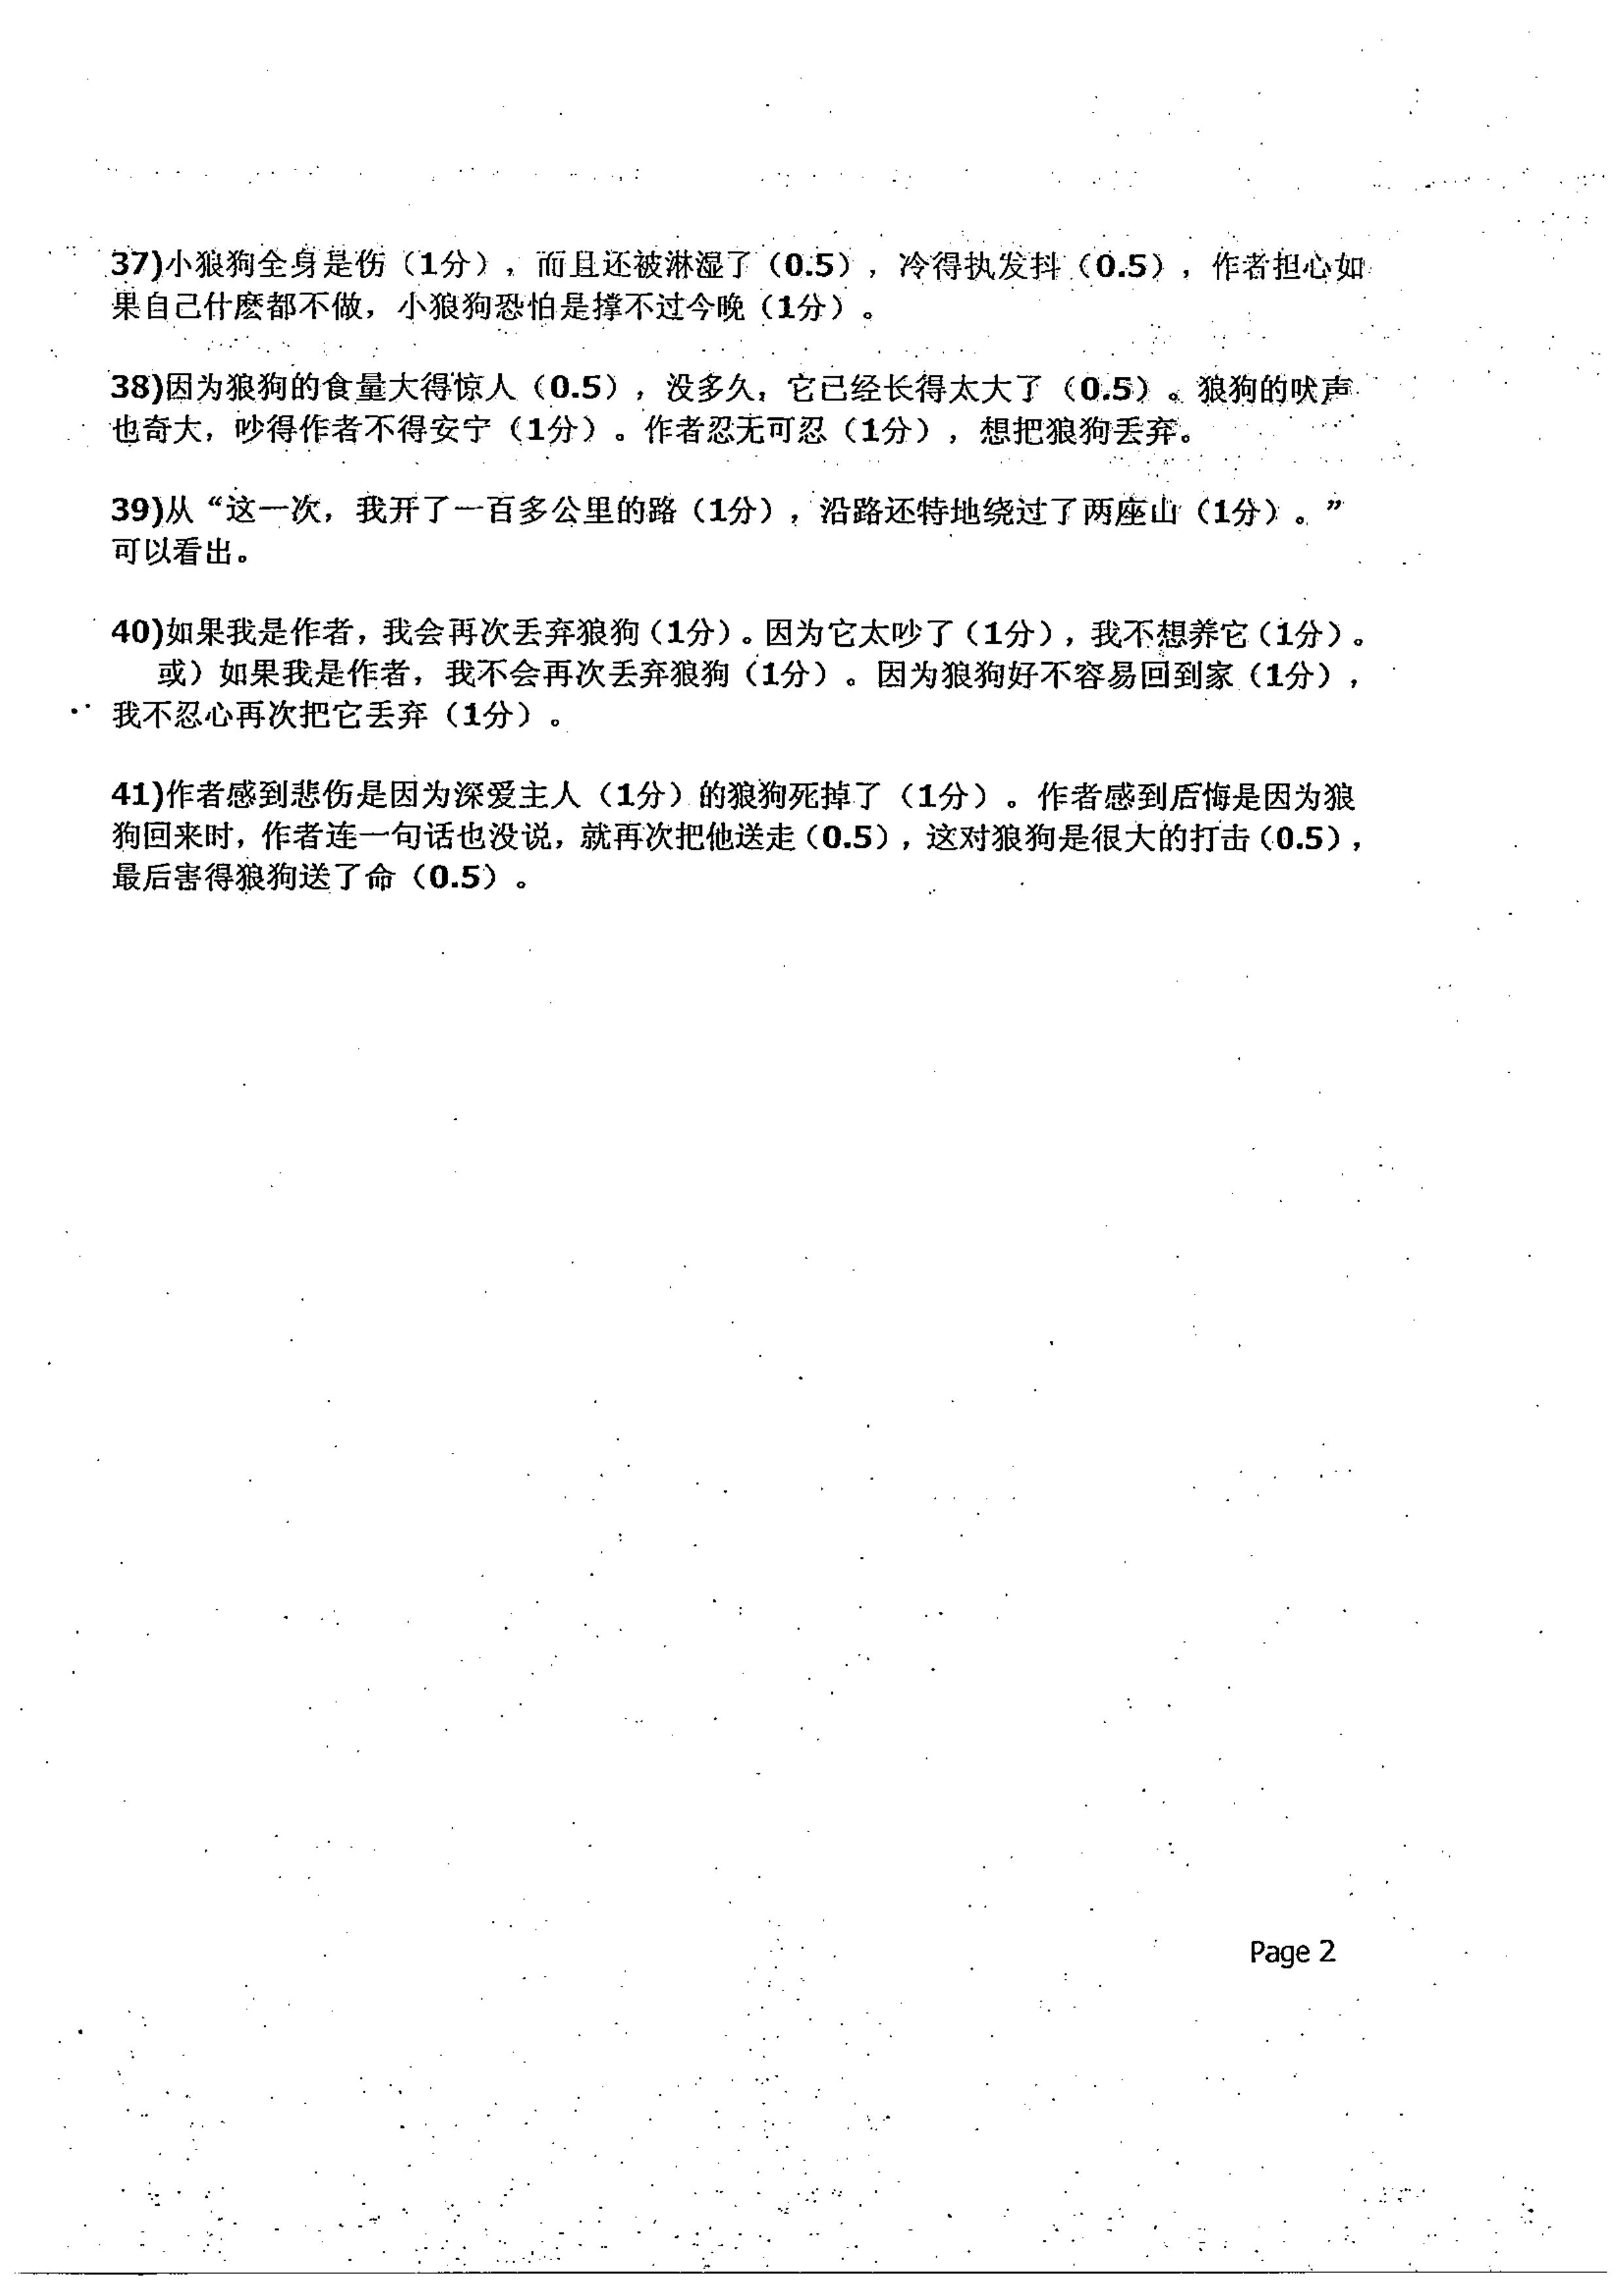 37)小狼狗全身是伤（1分），而且还被淋湿了（0.5），冷得执发抖（0.5），作者担心如
果自己什麽都不做，小狼狗恐怕是撑不过今晚（1分）。
38)因为狼狗的食量大得惊人（0.5），没多久，它已经长得太大了（0.5）。狼狗的吠声
也奇大，吵得作者不得安宁（1分）。作者忍无可忍（1分），想把狼狗丢弃。
39)从“这一次，我开了一百多公里的路（1分），沿路还特地绕过了两座山（1分）。”
可以看出。
40)如果我是作者，我会再次丢弃狼狗（1分）。因为它太吵了（1分），我不想养它（1分）。
或）如果我是作者，我不会再次丢弃狼狗（1分）。因为狼狗好不容易回到家（1分），
我不忍心再次把它丢弃（1分）。
41)作者感到悲伤是因为深爱主人（1分）的狼狗死掉了（1分）。作者感到后悔是因为狼
狗回来时，作者连一句话也没说，就再次把他送走（0.5），这对狼狗是很大的打击（0.5），
最后害得狼狗送了命（0.5）。
Page 2